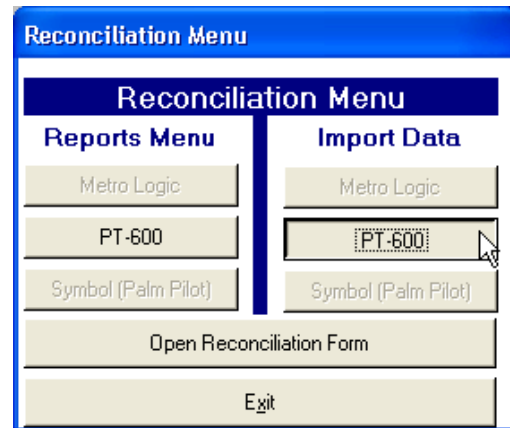 Reconciliation Menu
Reconciliation Menu
Reports Menu
Import Data
Metro Logic
Metro Logic
PT-600
PT-600
Symbol (Palm Pilot)
Symbol (Palm Pilot)
Open Reconciliation Form
Exit